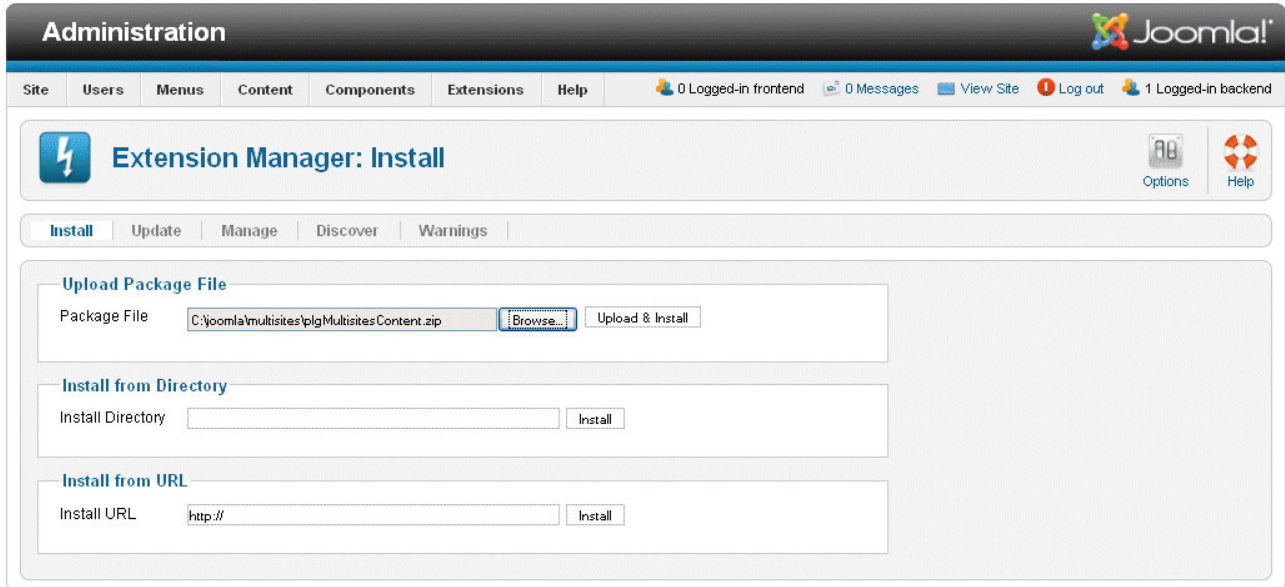 Administration
Joomla!
Site Users Menus Content Components Extensions Help 0 Logged-in frontend 0 Messages View Site Log out 1 Logged-in backend
Extension Manager: Install
Options Help
Install Update Manage Discover Warnings
Upload Package File
Package File C:\joomla\multisites\plgMultisitesContent.zip Browse... Upload & Install
Install from Directory
Install Directory Install
Install from URL
Install URL http:// Install